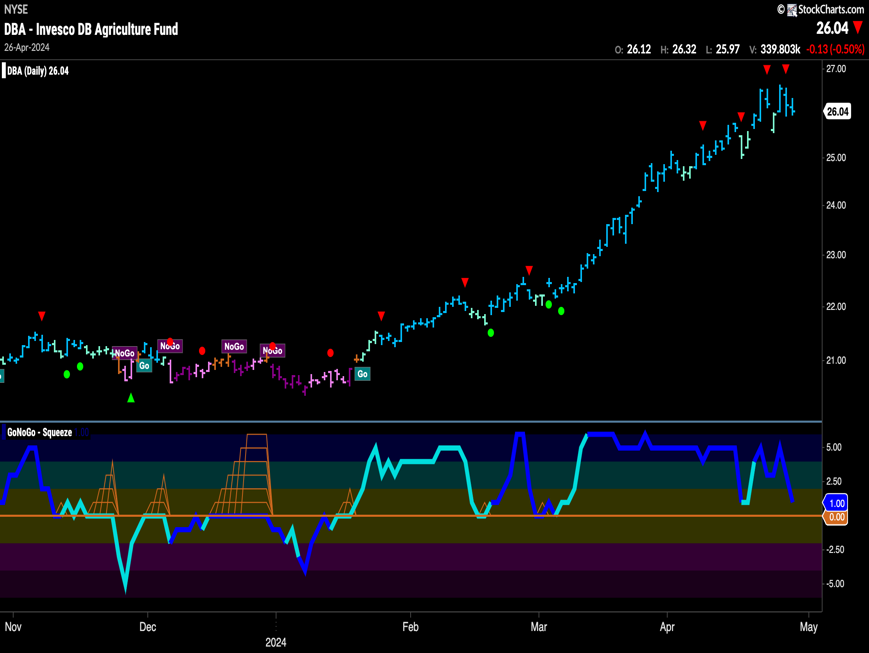 NYSE
© StockCharts.com
DBA - Invesco DB Agriculture Fund
26.04
26-Apr-2024
O: 26.12 H: 26.32 L: 25.97 V: 339.803k -0.13 (-0.50%)
DBA (Daily) 26.04
27.00
26.04
25.00
24.00
23.00
22.00
21.00
NoGo
Go
NoGo
NoGo
NoGo
Go
GoNoGo - Squeeze
5.00
2.50
1.00
0.00
-2.50
-5.00
Nov Dec Feb Mar Apr May
2024